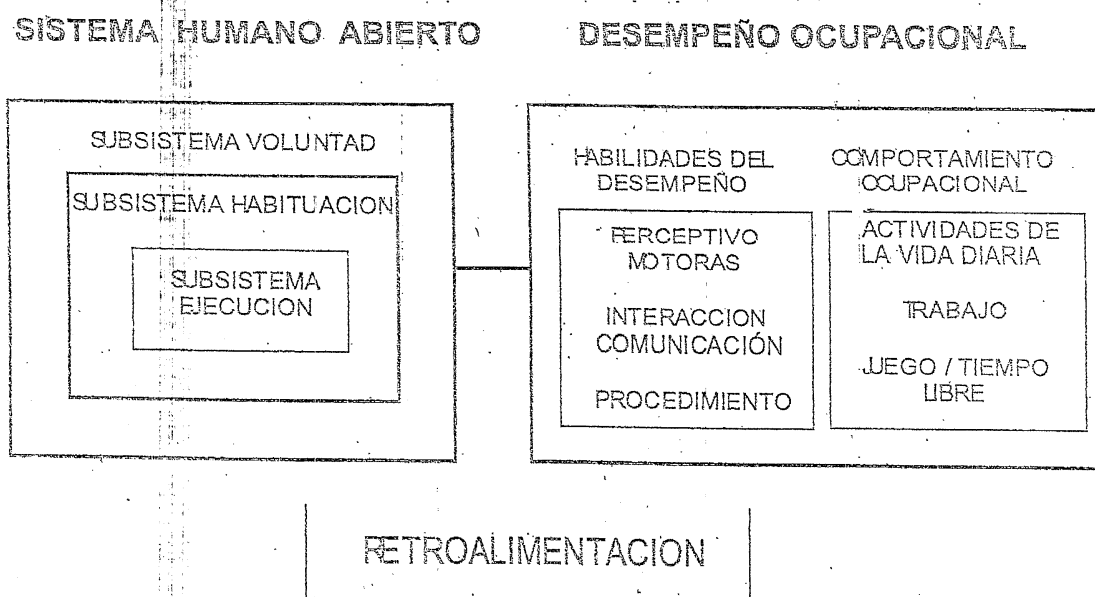 SISTEMA HUMANO ABIERTO
DESEMPEÑO OCUPACIONAL
SUBSISTEMA VOLUNTAD
SUBSISTEMA HABITUACION
SUBSISTEMA
EJECUCION
HABILIDADES DEL
DESEMPEÑO
PERCEPTIVO
MOTORAS
INTERACCION
COMUNICACIÓN
PROCEDIMIENTO
COMPORTAMIENTO
OCUPACIONAL
ACTIVIDADES DE
LA VIDA DIARIA
TRABAJO
JUEGO / TIEMPO
LIBRE
RETROALIMENTACION